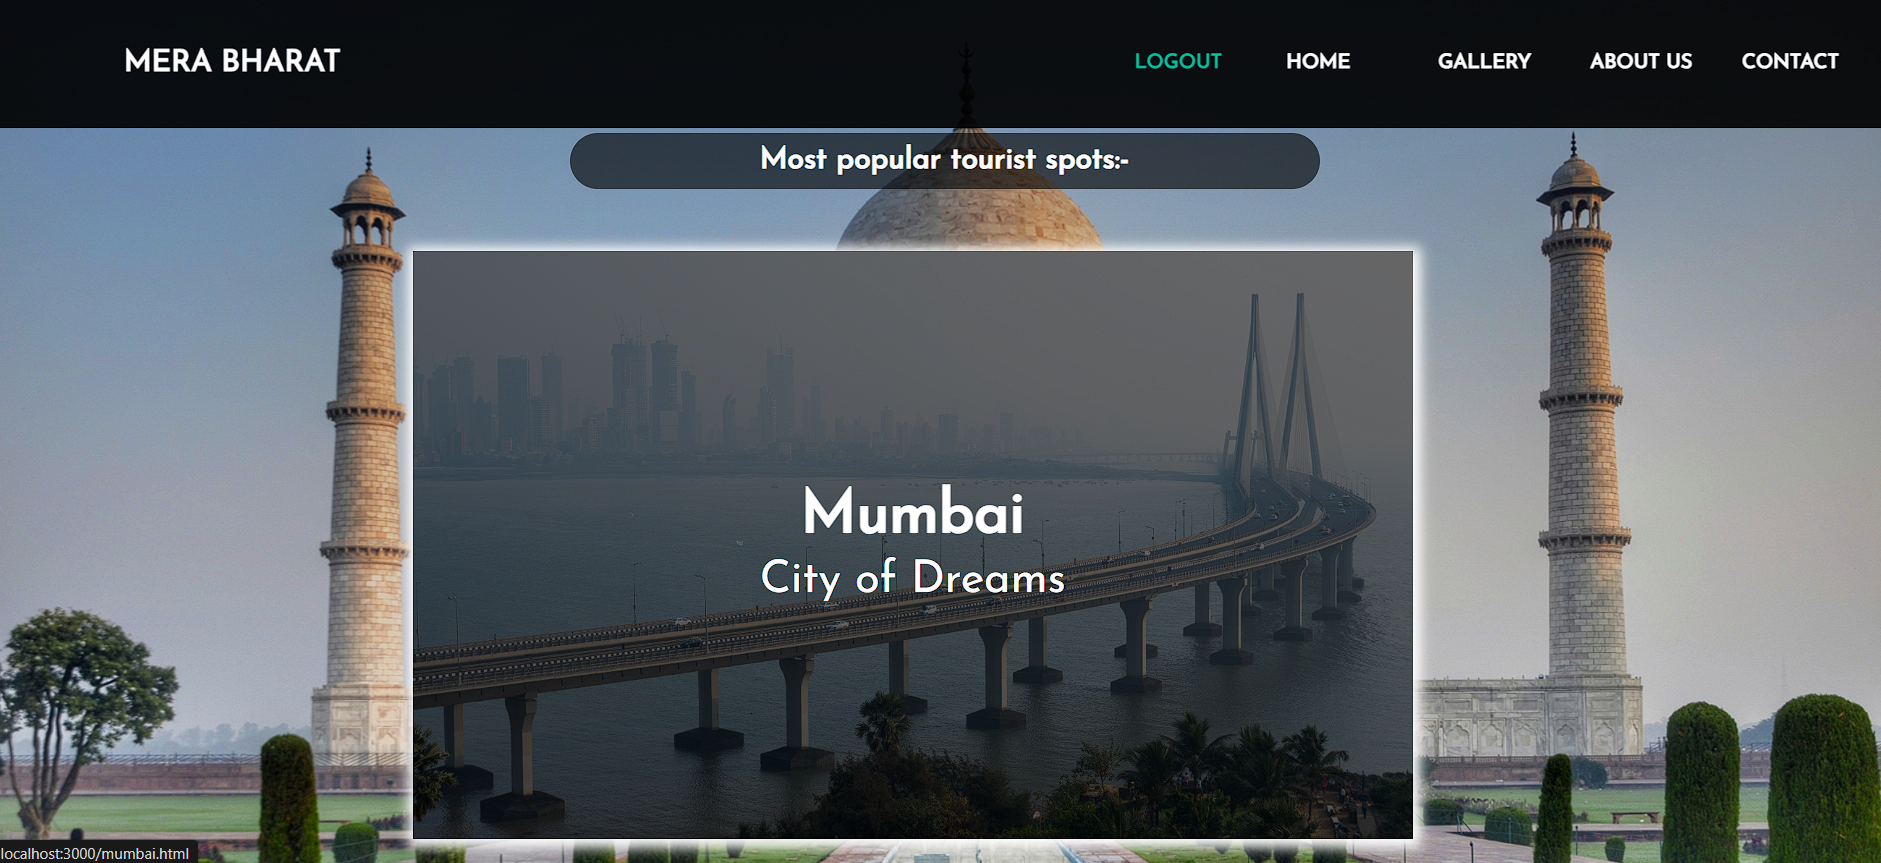 MERA BHARAT
LOGOUT HOME GALLERY ABOUT US CONTACT
Most popular tourist spots:-
Mumbai
City of Dreams
localhost:3000/mumbai.html